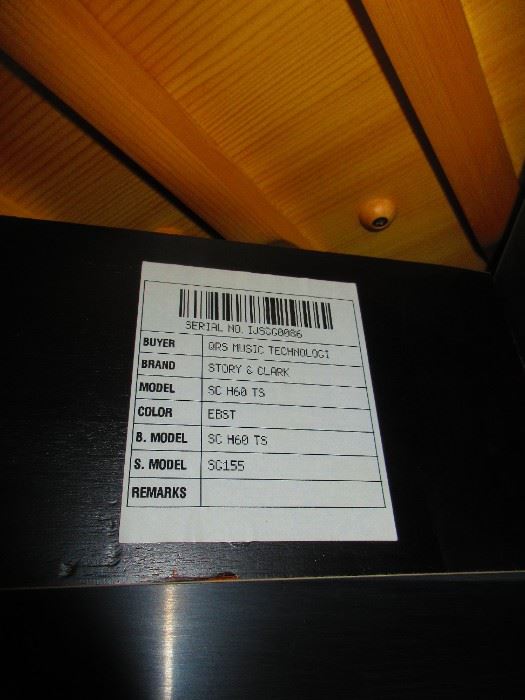 SERIAL NO. IJSCG0086
BUYER QRS MUSIC TECHNOLOGI
BRAND STORY & CLARK
MODEL SC H60 TS
COLOR EBST
B. MODEL SC H60 TS
S. MODEL SG155
REMARKS